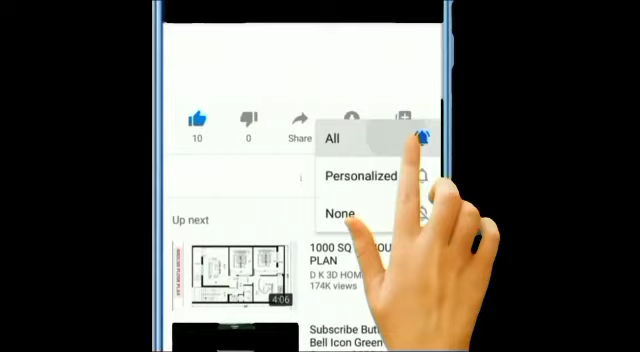 10
0
Share
All
Personalized
None
Up next
4:06
1000 SQ
PLAN
D K 3D HOM
174K views
Subscribe But
Bell Icon Green